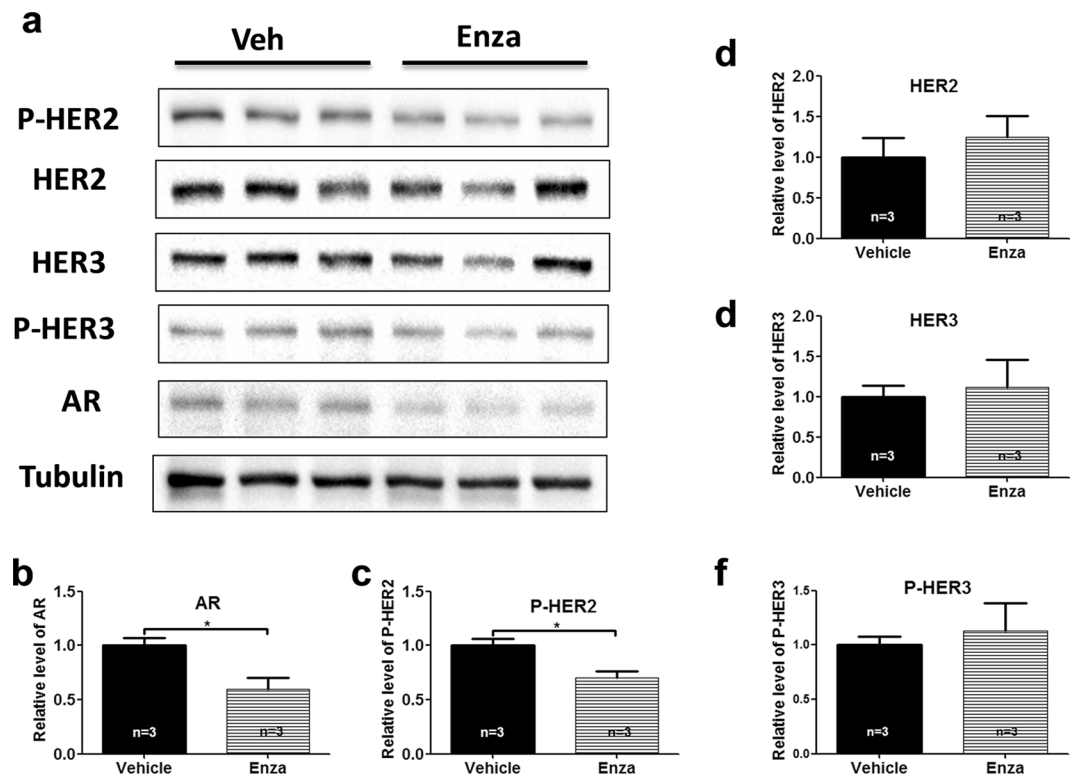 a
Veh Enza
P-HER2
HER2
HER3
P-HER3
AR
Tubulin
b
AR
Relative level of AR
1.5
1.0
0.5
0.0
*
n=3 n=3
Vehicle Enza
c
P-HER2
Relative level of P-HER2
1.5
1.0
0.5
0.0
*
n=3 n=3
Vehicle Enza
d
HER2
Relative level of HER2
2.0
1.5
1.0
0.5
0.0
n=3 n=3
Vehicle Enza
d
HER3
Relative level of HER3
2.0
1.5
1.0
0.5
0.0
n=3 n=3
Vehicle Enza
f
P-HER3
Relative level of P-HER3
1.5
1.0
0.5
0.0
n=3 n=3
Vehicle Enza